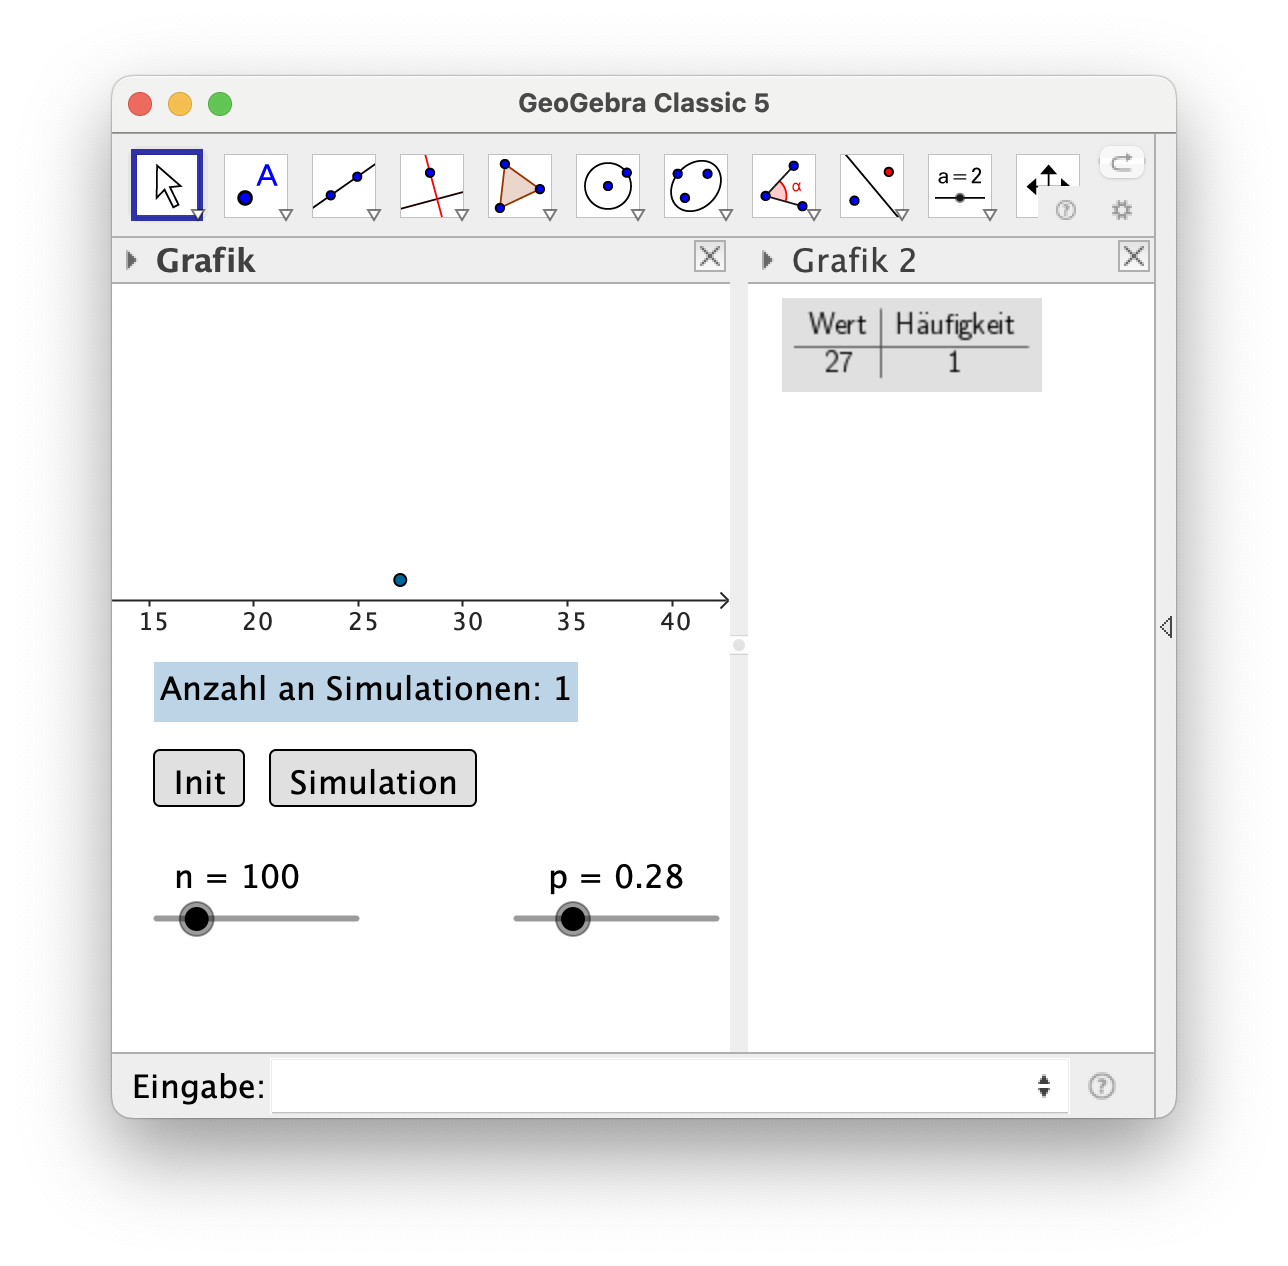 GeoGebra Classic 5
A
α
a=2
Grafik
Grafik 2
Wert Häufigkeit
27 1
15 20 25 30 35 40
Anzahl an Simulationen: 1
Init Simulation
n = 100 p = 0.28
Eingabe: